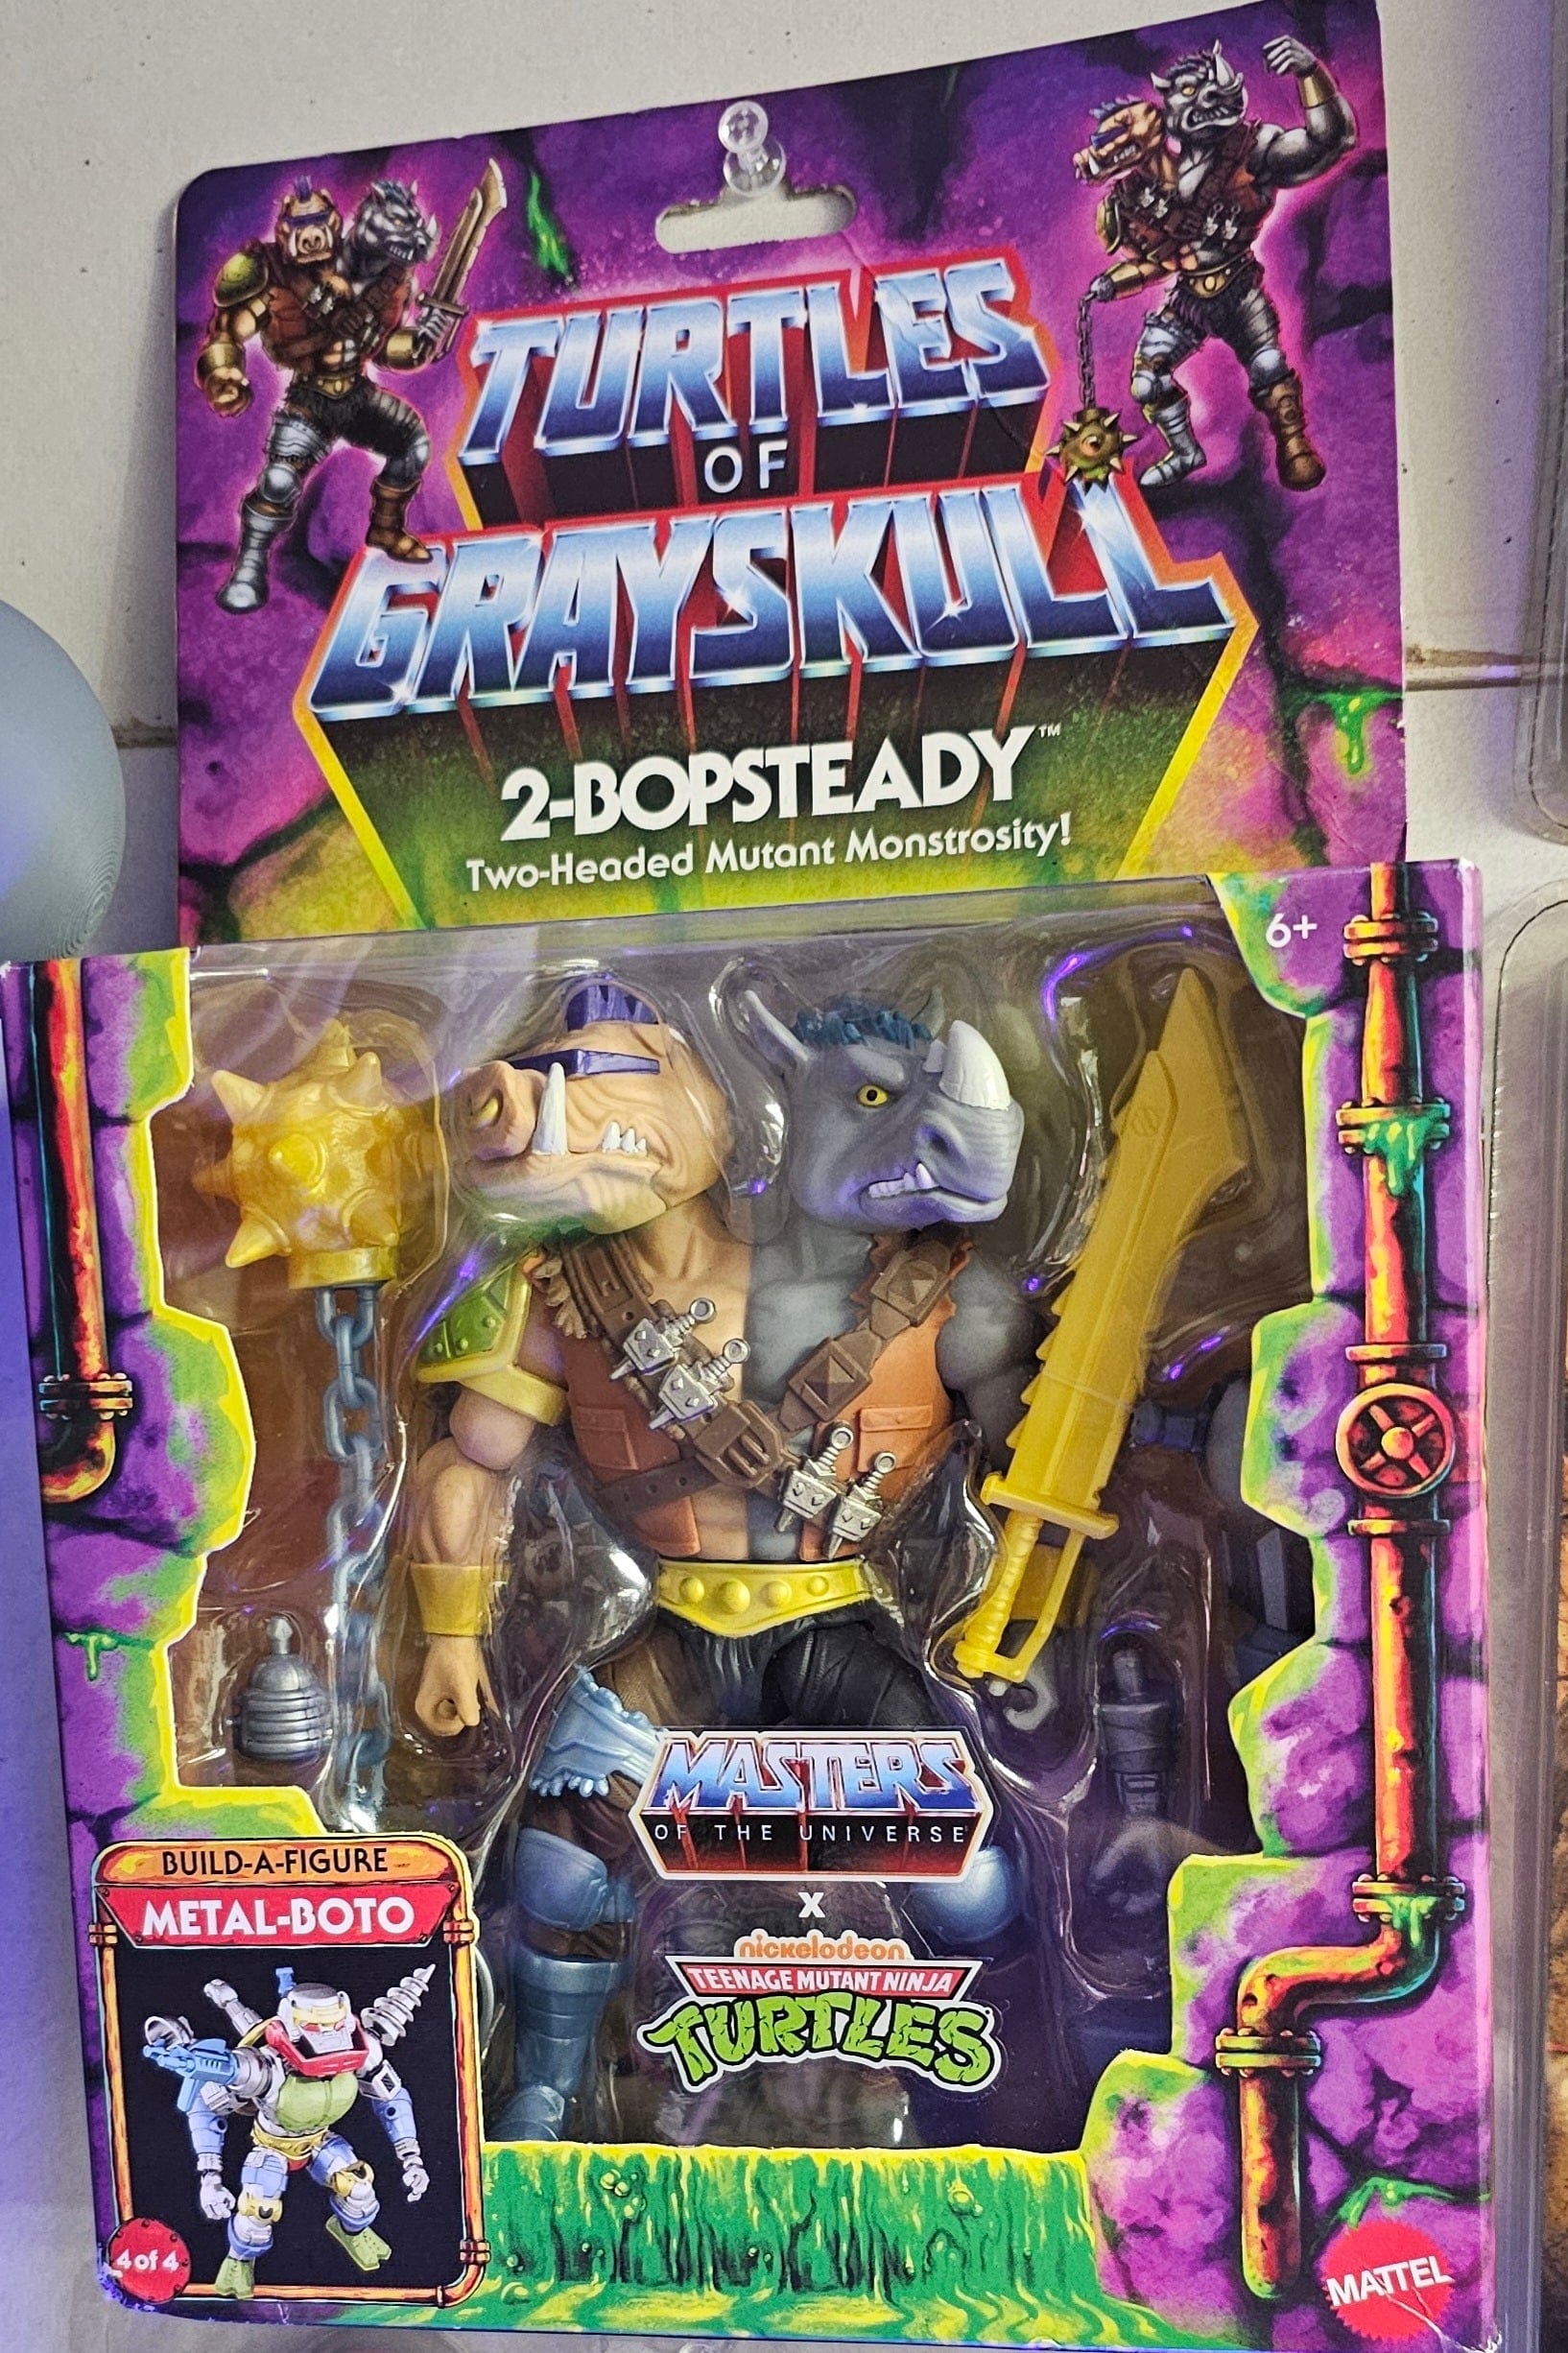 TURTLES
OF
GRAYSKULL
2-BOPSTEADY™
Two-Headed Mutant Monstrosity!
6+
MASTERS
OF THE UNIVERSE
X
nickelodeon
TEENAGE MUTANT NINJA
TURTLES
BUILD-A-FIGURE
METAL-BOTO
4 of 4
MATTEL